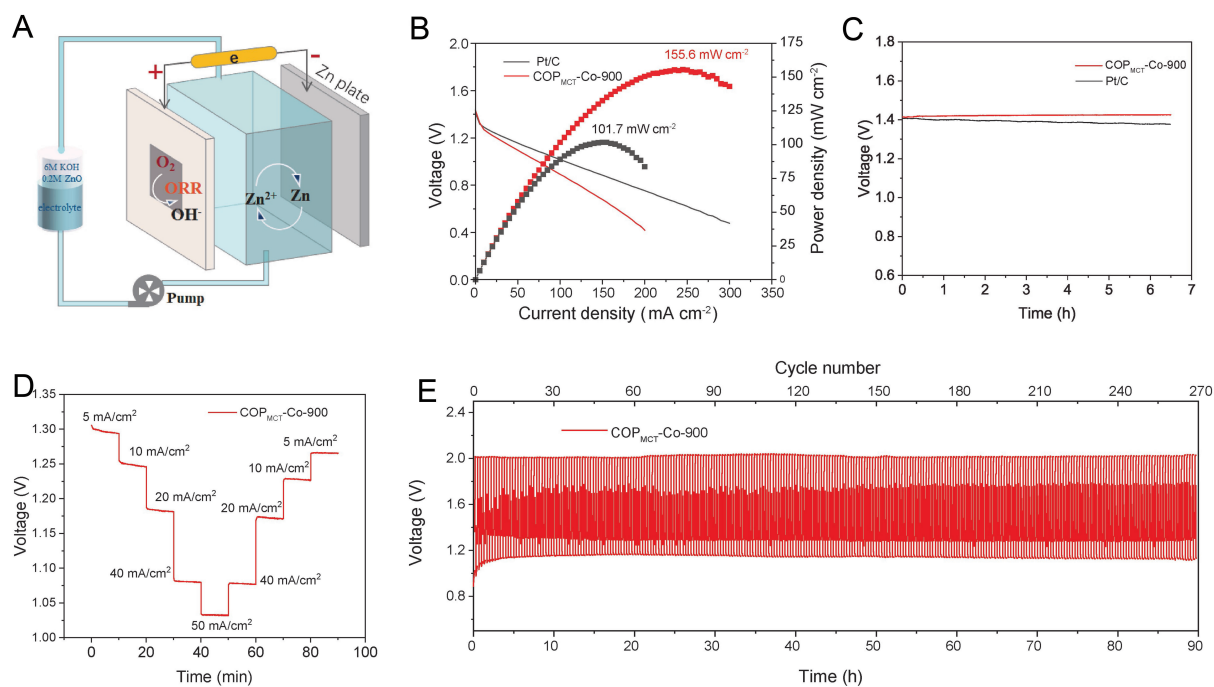 A
e
+
-
Zn plate
6M KOH
0.2M ZnO
electrolyte
O2
ORR
OH-
Zn2+
Zn
Pump
B
Pt/C
COPMCT-Co-900
155.6 mW cm-2
101.7 mW cm-2
Voltage (V)
2.0
1.6
1.2
0.8
0.4
0.0
0
50
100
150
200
250
300
350
Current density ( mA cm-2)
175
150
125
100
75
50
25
0
Power density (mW cm-2)
C
COPMCT-Co-900
Pt/C
Voltage (V)
1.8
1.6
1.4
1.2
1.0
0.8
0.6
0
1
2
3
4
5
6
7
Time (h)
D
COPMCT-Co-900
5 mA/cm2
10 mA/cm2
20 mA/cm2
40 mA/cm2
50 mA/cm2
40 mA/cm2
20 mA/cm2
10 mA/cm2
5 mA/cm2
Voltage (V)
1.35
1.30
1.25
1.20
1.15
1.10
1.05
1.00
0
20
40
60
80
100
Time (min)
E
Cycle number
0
30
60
90
120
150
180
210
240
270
COPMCT-Co-900
Voltage (V)
2.4
2.0
1.6
1.2
0.8
0
10
20
30
40
50
60
70
80
90
Time (h)